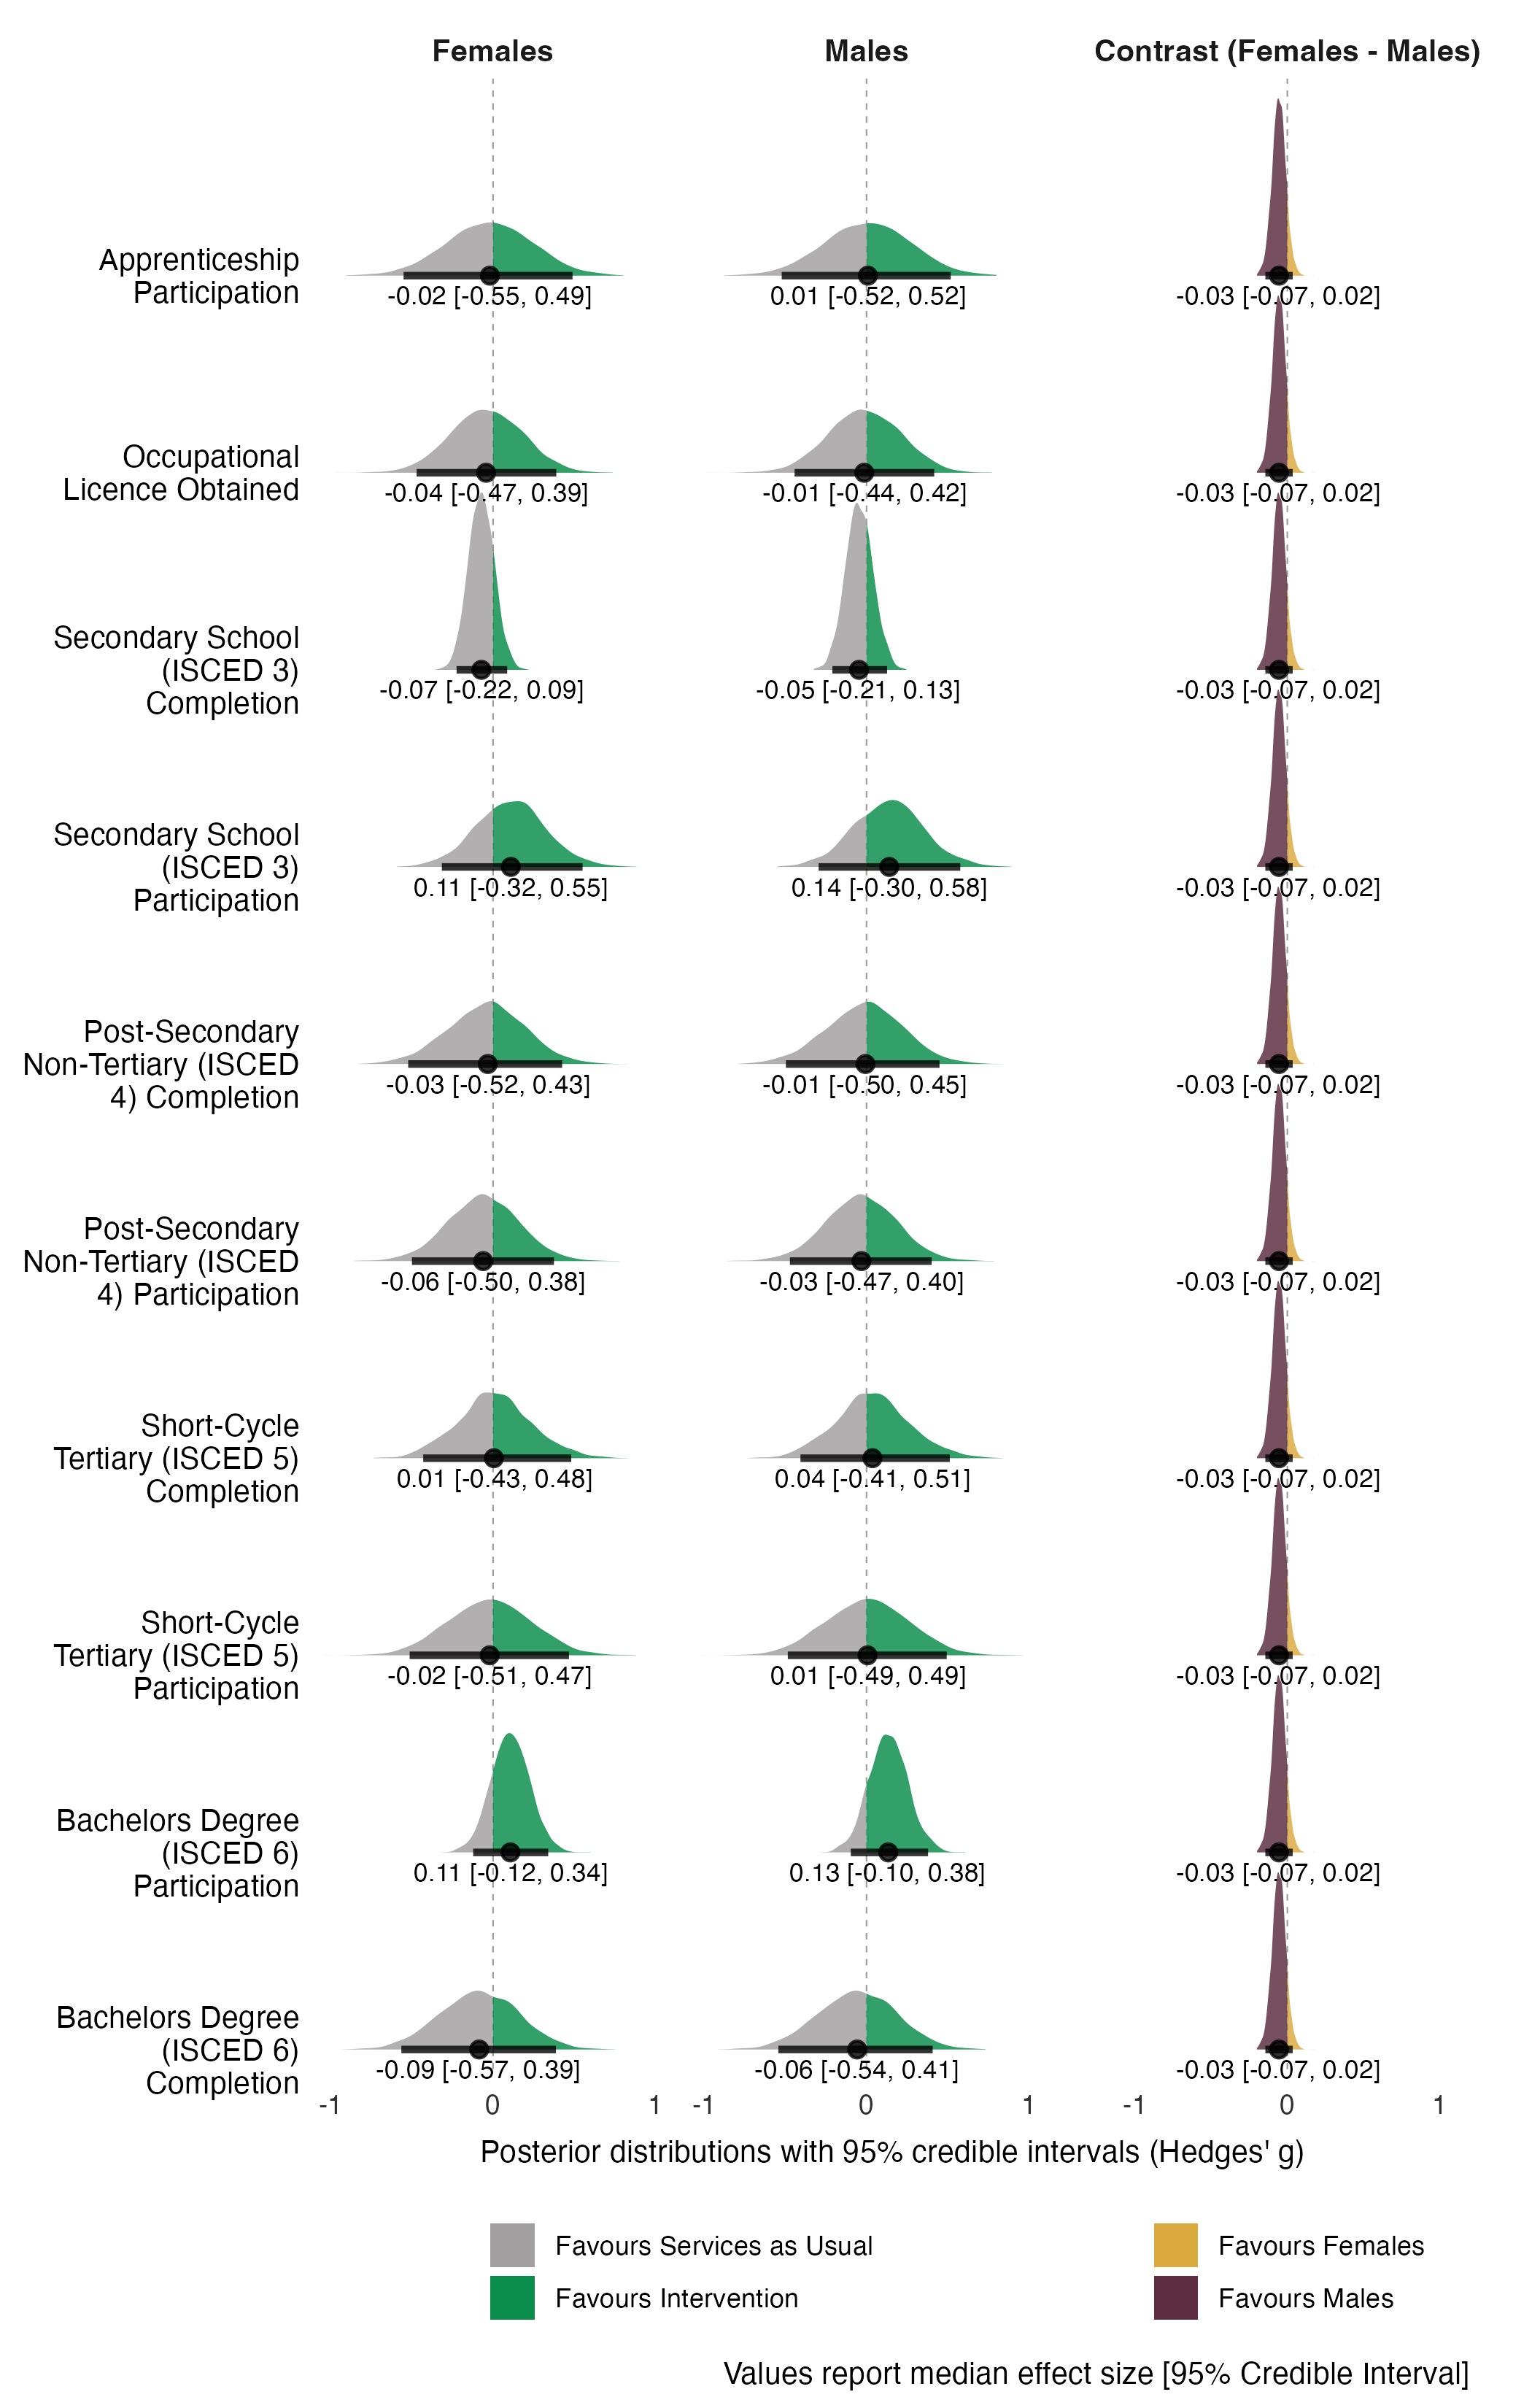 Females Males Contrast (Females - Males)
Apprenticeship
Participation
-0.02 [-0.55, 0.49] 0.01 [-0.52, 0.52] -0.03 [-0.07, 0.02]
Occupational
Licence Obtained
-0.04 [-0.47, 0.39] -0.01 [-0.44, 0.42] -0.03 [-0.07, 0.02]
Secondary School
(ISCED 3)
Completion
-0.07 [-0.22, 0.09] -0.05 [-0.21, 0.13] -0.03 [-0.07, 0.02]
Secondary School
(ISCED 3)
Participation
0.11 [-0.32, 0.55] 0.14 [-0.30, 0.58] -0.03 [-0.07, 0.02]
Post-Secondary
Non-Tertiary (ISCED
4) Completion
-0.03 [-0.52, 0.43] -0.01 [-0.50, 0.45] -0.03 [-0.07, 0.02]
Post-Secondary
Non-Tertiary (ISCED
4) Participation
-0.06 [-0.50, 0.38] -0.03 [-0.47, 0.40] -0.03 [-0.07, 0.02]
Short-Cycle
Tertiary (ISCED 5)
Completion
0.01 [-0.43, 0.48] 0.04 [-0.41, 0.51] -0.03 [-0.07, 0.02]
Short-Cycle
Tertiary (ISCED 5)
Participation
-0.02 [-0.51, 0.47] 0.01 [-0.49, 0.49] -0.03 [-0.07, 0.02]
Bachelors Degree
(ISCED 6)
Participation
0.11 [-0.12, 0.34] 0.13 [-0.10, 0.38] -0.03 [-0.07, 0.02]
Bachelors Degree
(ISCED 6)
Completion
-0.09 [-0.57, 0.39] -0.06 [-0.54, 0.41] -0.03 [-0.07, 0.02]
-1 0 1 -1 0 1 -1 0 1
Posterior distributions with 95% credible intervals (Hedges' g)
Favours Services as Usual Favours Females
Favours Intervention Favours Males
Values report median effect size [95% Credible Interval]